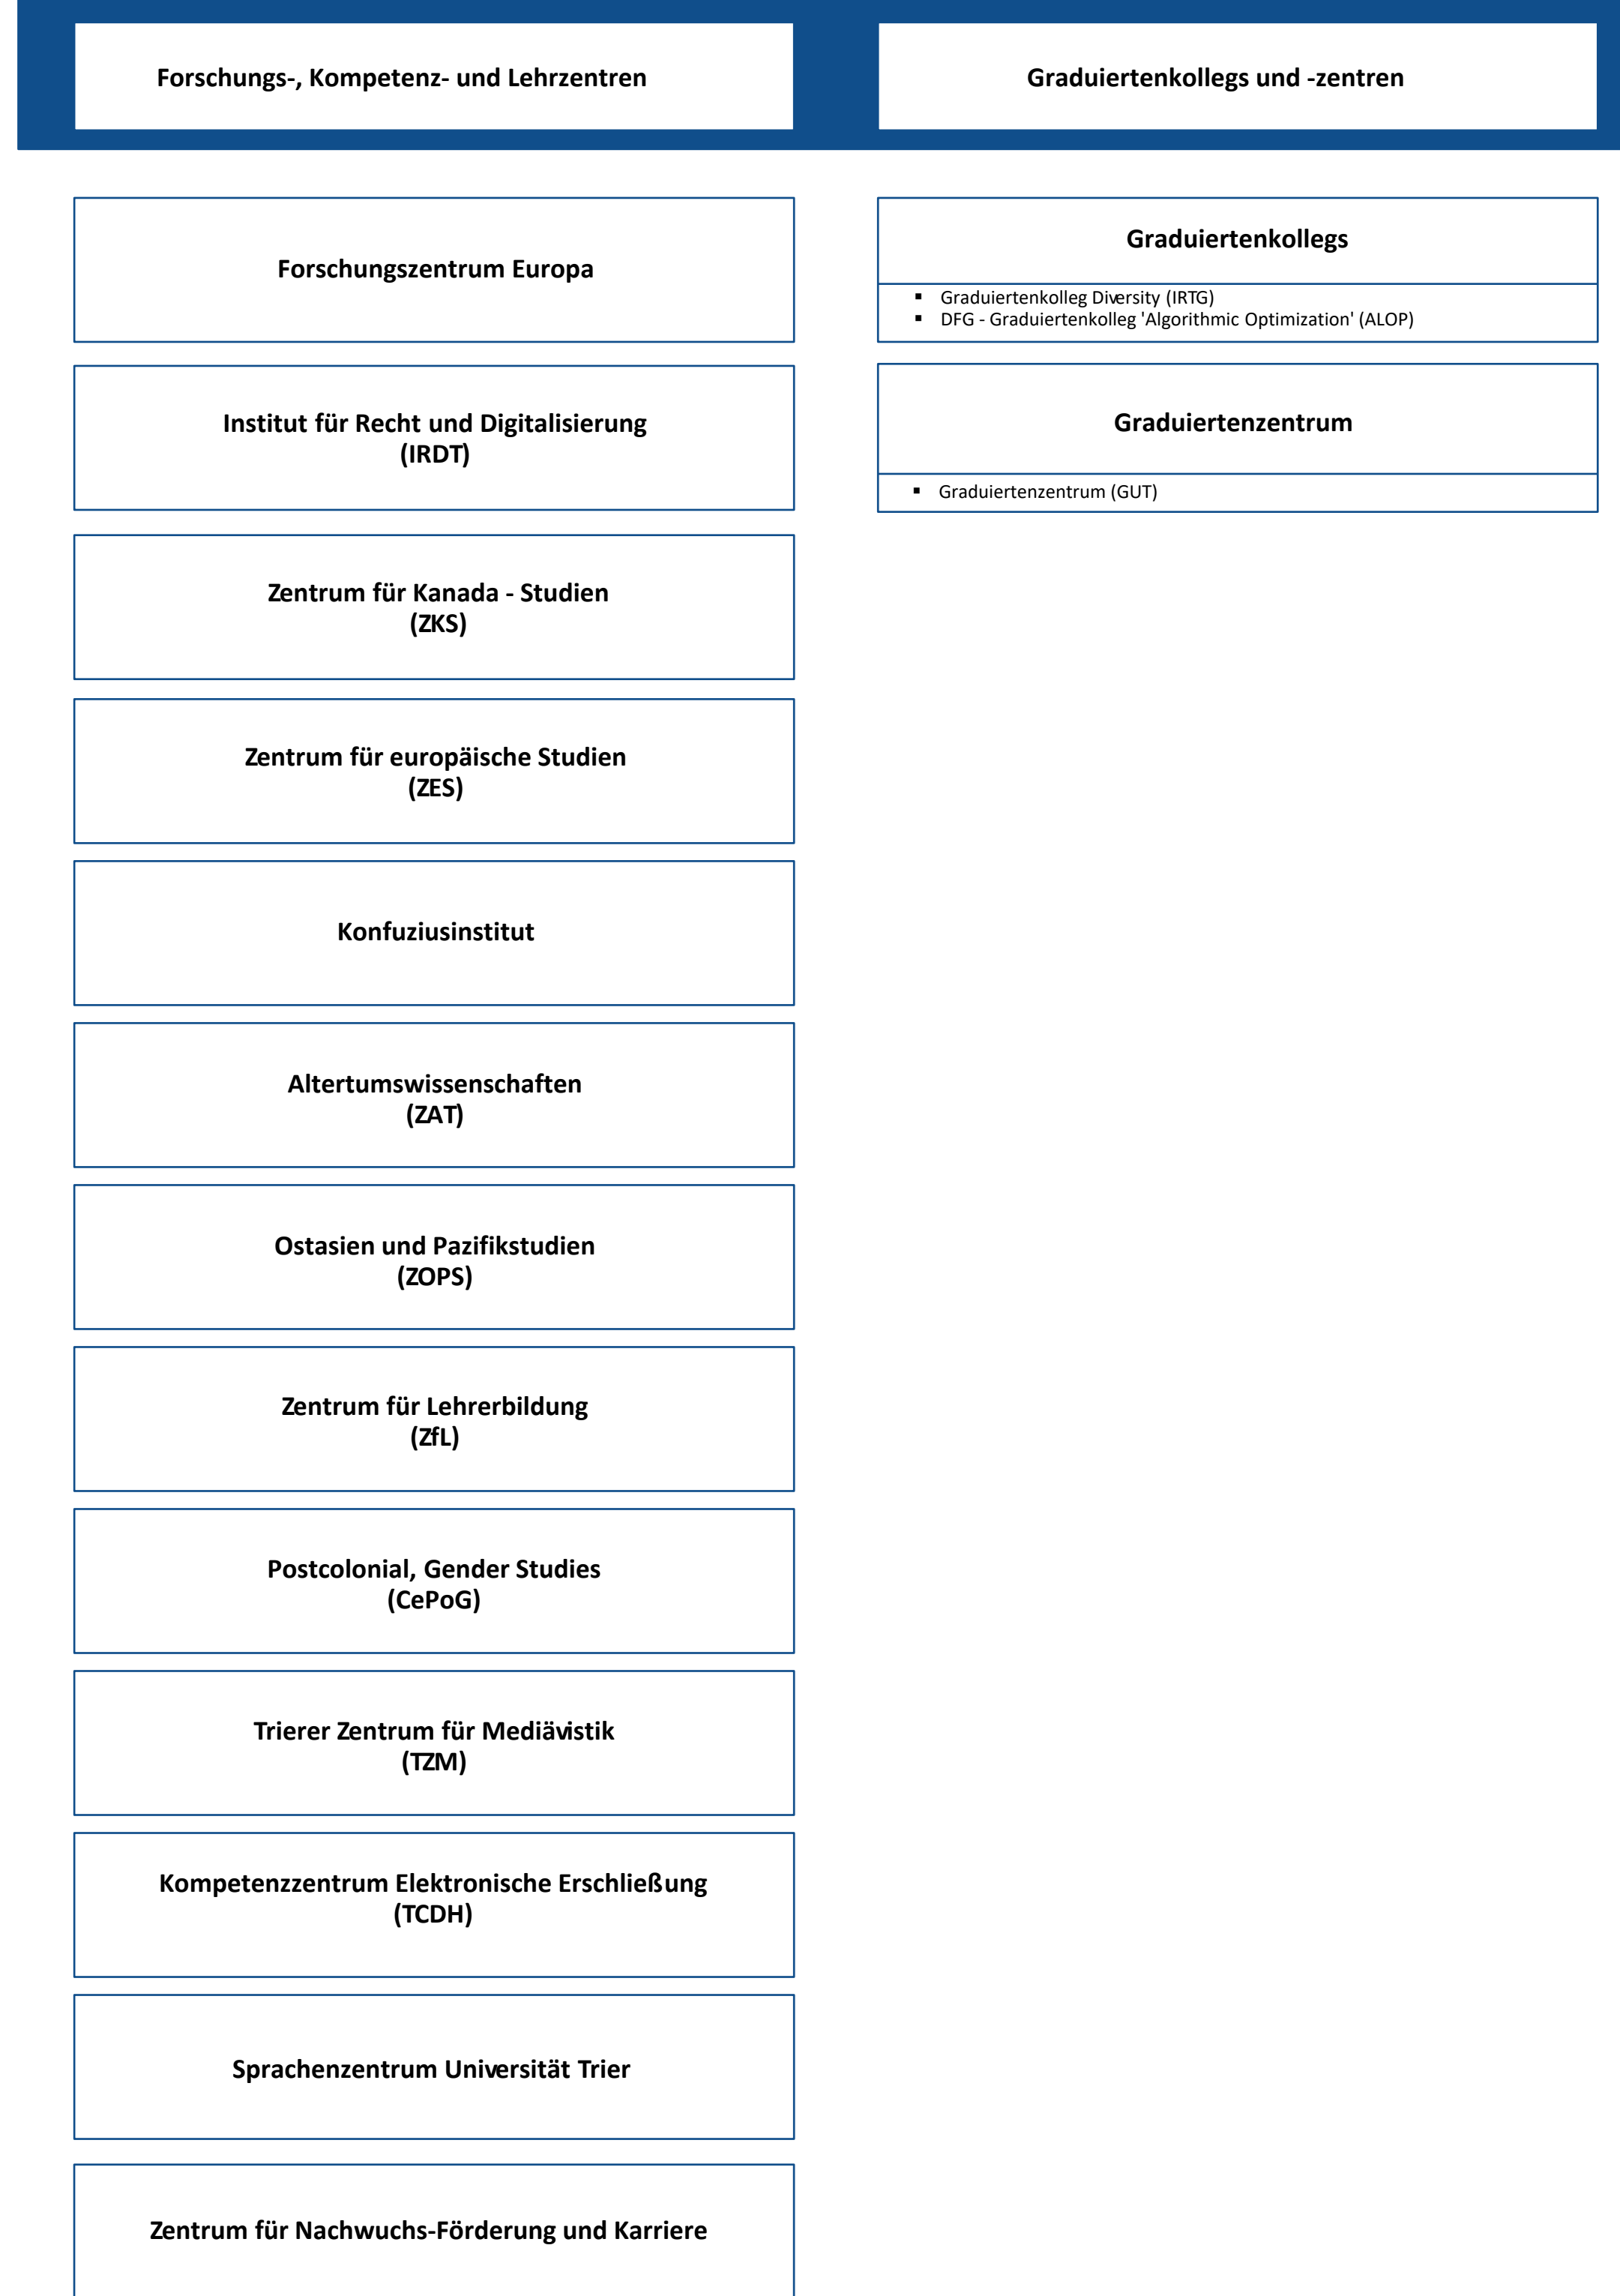 Forschungs-, Kompetenz- und Lehrzentren
Graduiertenkollegs und -zentren
Forschungszentrum Europa
Institut für Recht und Digitalisierung
(IRDT)
Zentrum für Kanada - Studien
(ZKS)
Zentrum für europäische Studien
(ZES)
Konfuziusinstitut
Altertumswissenschaften
(ZAT)
Ostasien und Pazifikstudien
(ZOPS)
Zentrum für Lehrerbildung
(ZfL)
Postcolonial, Gender Studies
(CePoG)
Trierer Zentrum für Mediävistik
(TZM)
Kompetenzzentrum Elektronische Erschließung
(TCDH)
Sprachenzentrum Universität Trier
Zentrum für Nachwuchs-Förderung und Karriere
Graduiertenkollegs
▪ Graduiertenkolleg Diversity (IRTG)
▪ DFG - Graduiertenkolleg 'Algorithmic Optimization' (ALOP)
Graduiertenzentrum
▪ Graduiertenzentrum (GUT)